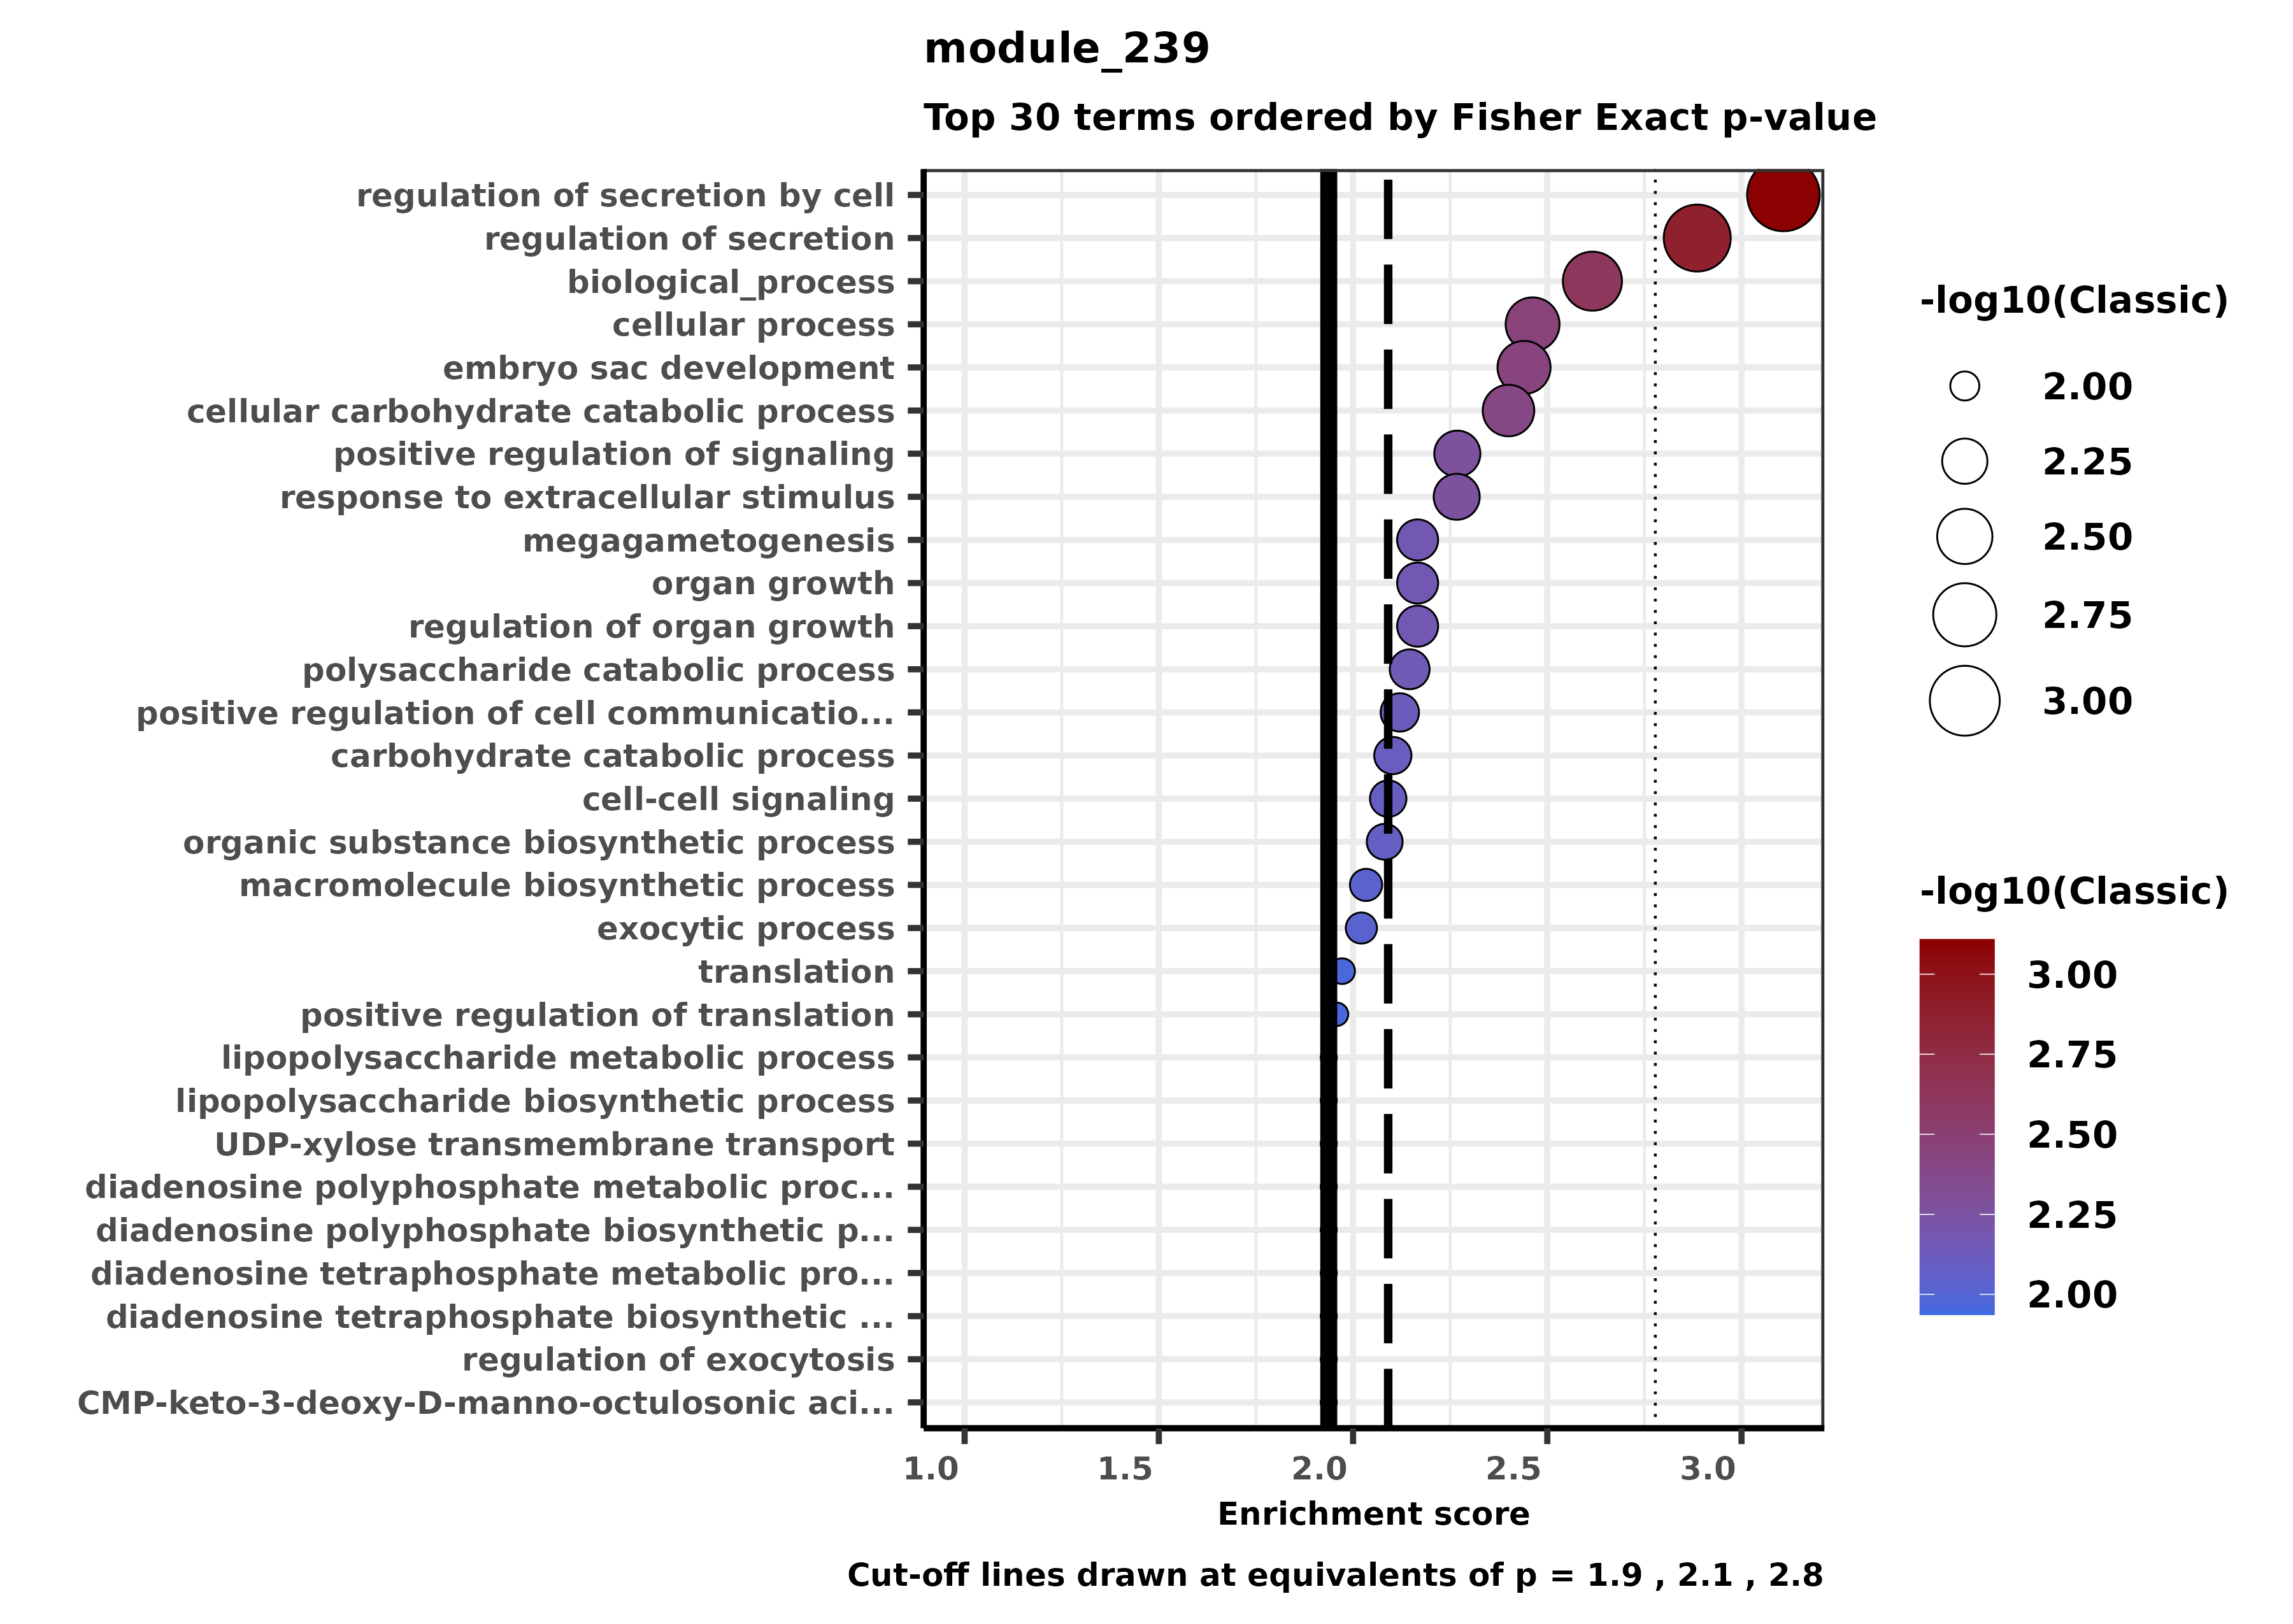 module_239
Top 30 terms ordered by Fisher Exact p-value
regulation of secretion by cell
regulation of secretion
biological_process
cellular process
embryo sac development
cellular carbohydrate catabolic process
positive regulation of signaling
response to extracellular stimulus
megagametogenesis
organ growth
regulation of organ growth
polysaccharide catabolic process
positive regulation of cell communicatio...
carbohydrate catabolic process
cell-cell signaling
organic substance biosynthetic process
macromolecule biosynthetic process
exocytic process
translation
positive regulation of translation
lipopolysaccharide metabolic process
lipopolysaccharide biosynthetic process
UDP-xylose transmembrane transport
diadenosine polyphosphate metabolic proc...
diadenosine polyphosphate biosynthetic p...
diadenosine tetraphosphate metabolic pro...
diadenosine tetraphosphate biosynthetic ...
regulation of exocytosis
CMP-keto-3-deoxy-D-manno-octulosonic aci...
1.0 1.5 2.0 2.5 3.0
Enrichment score
Cut-off lines drawn at equivalents of p = 1.9 , 2.1 , 2.8
-log10(Classic)
2.00
2.25
2.50
2.75
3.00
-log10(Classic)
3.00
2.75
2.50
2.25
2.00